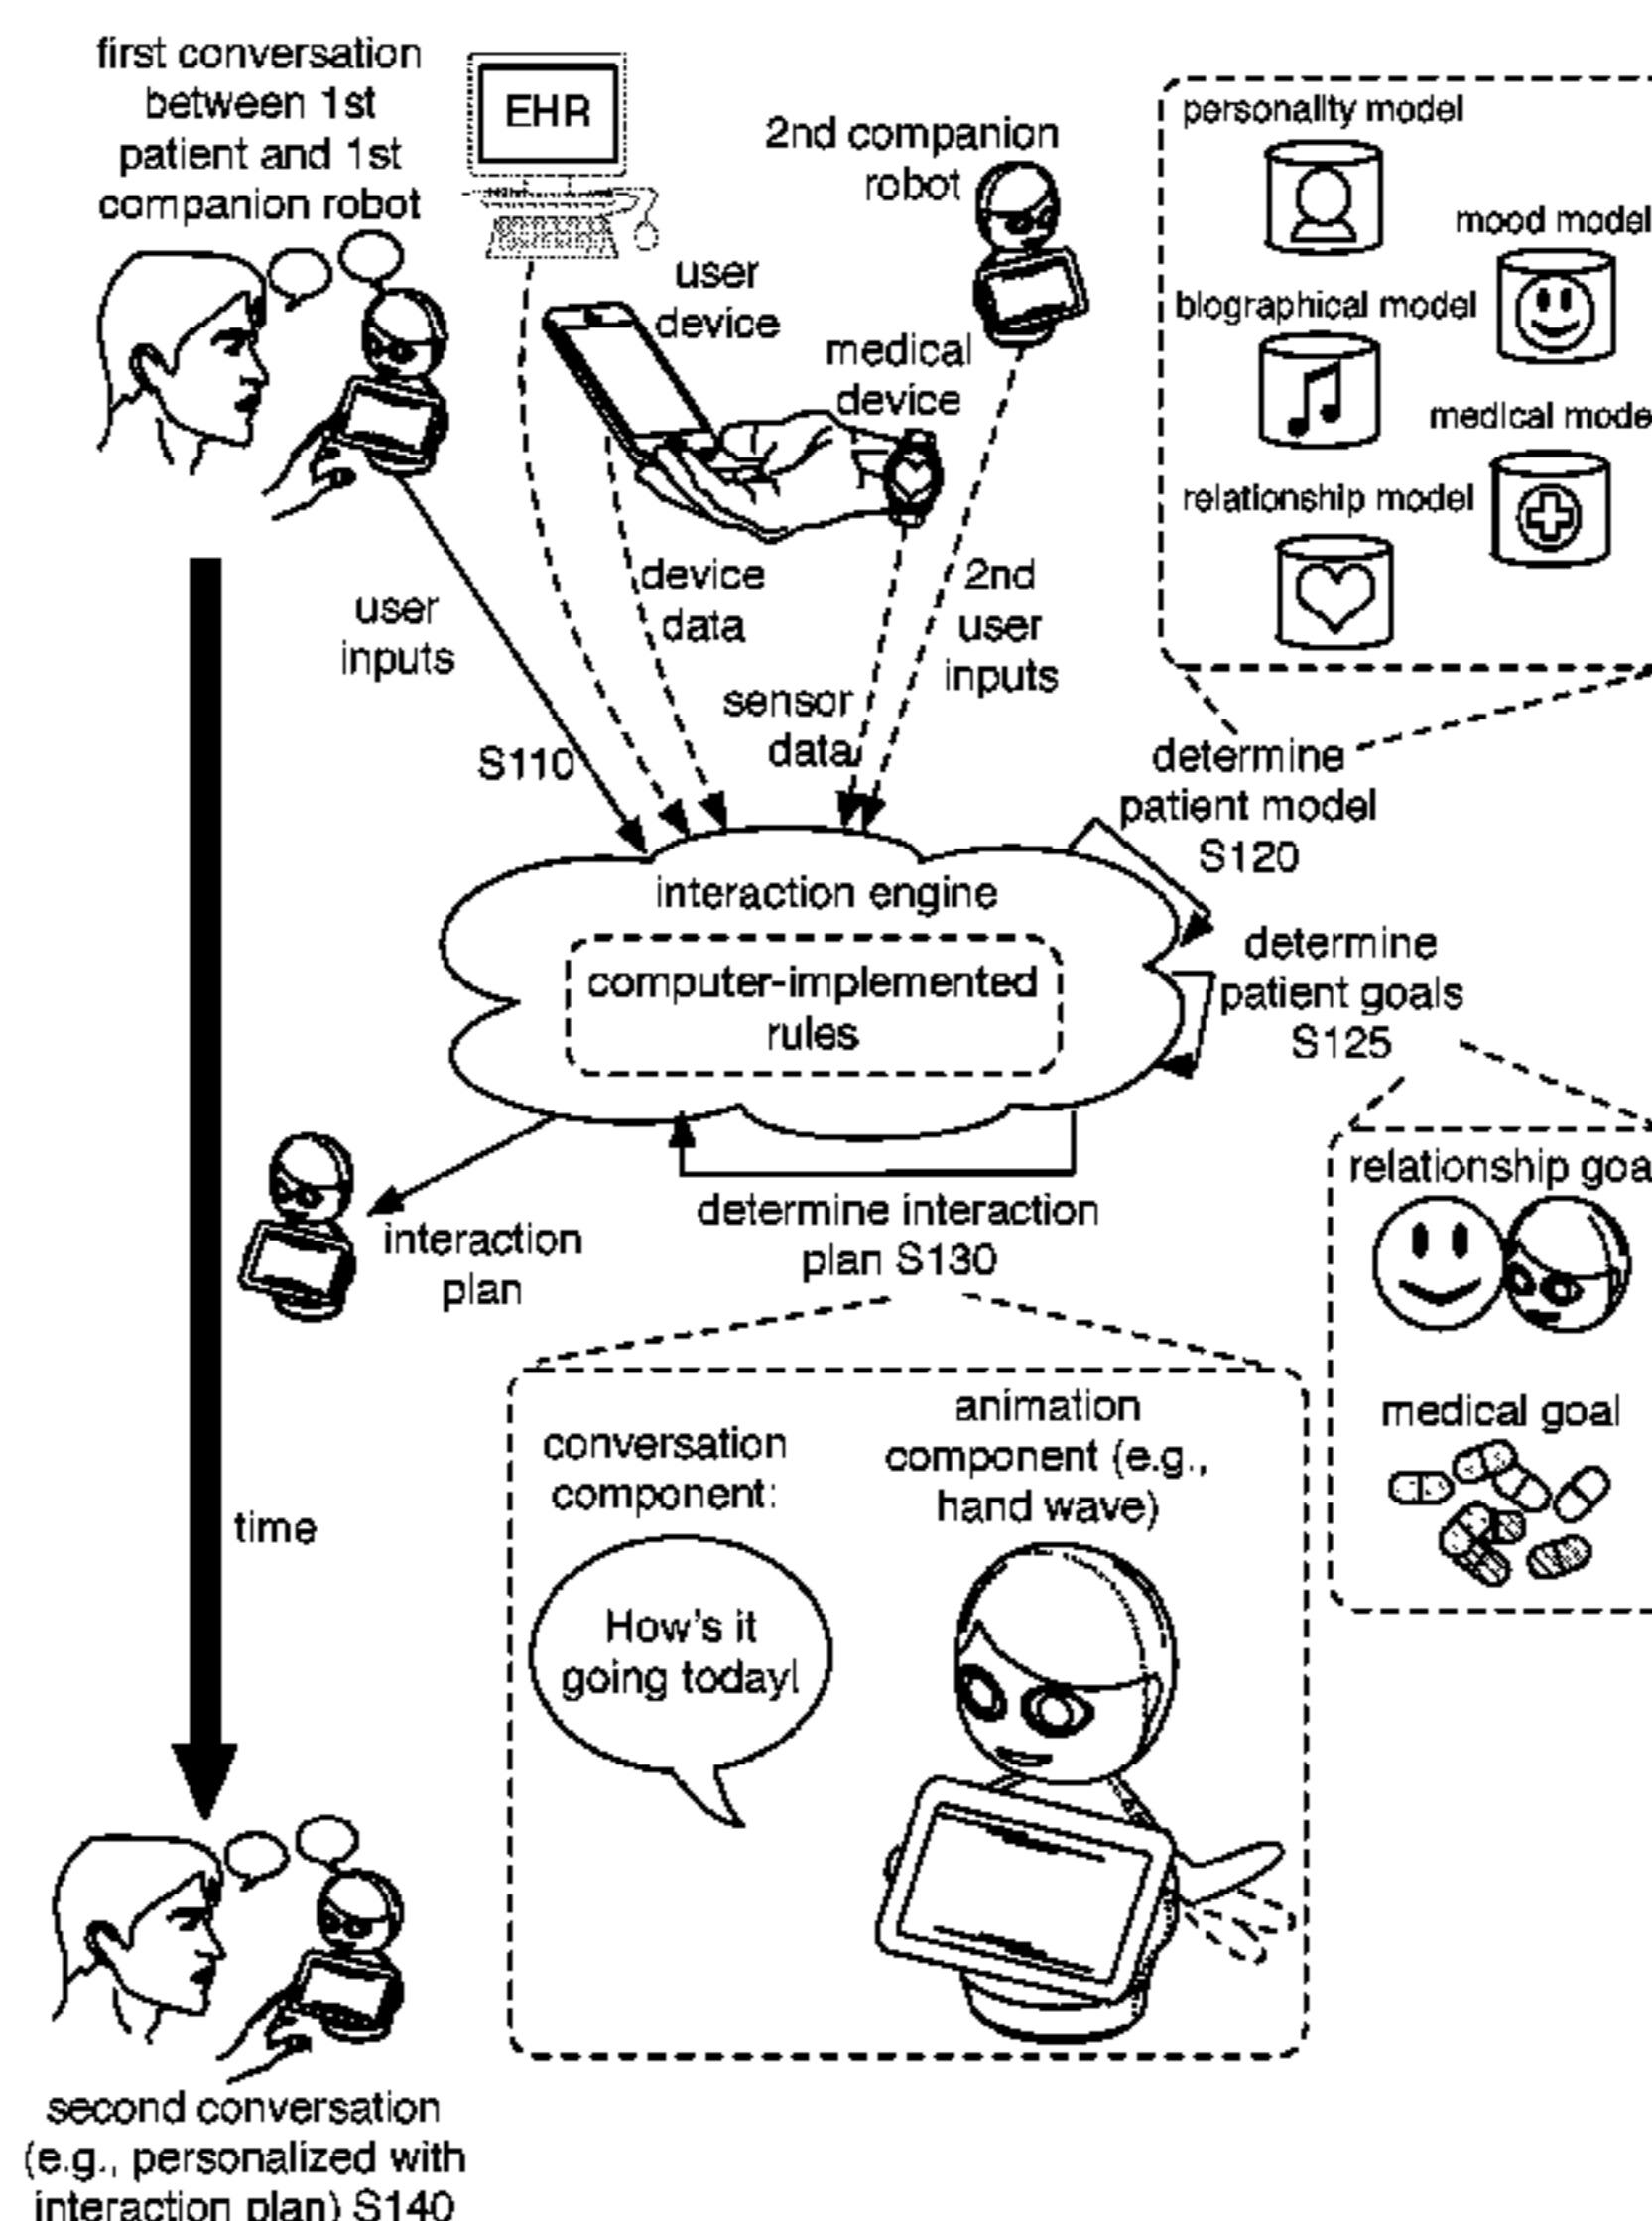 first conversation
between 1st
patient and 1st
companion robot
EHR
2nd companion
robot
user
device
medical
device
personality model
mood model
biographical model
medical mode
relationship model
user
inputs
device
data
sensor
data
2nd
user
inputs
S110
determine
patient model
S120
interaction engine
computer-implemented
rules
determine
patient goals
S125
interaction
plan
determine interaction
plan S130
relationship goa
medical goal
conversation
component:
animation
component (e.g.,
hand wave)
How's it
going today!
time
second conversation
(e.g., personalized with
interaction plan) S140